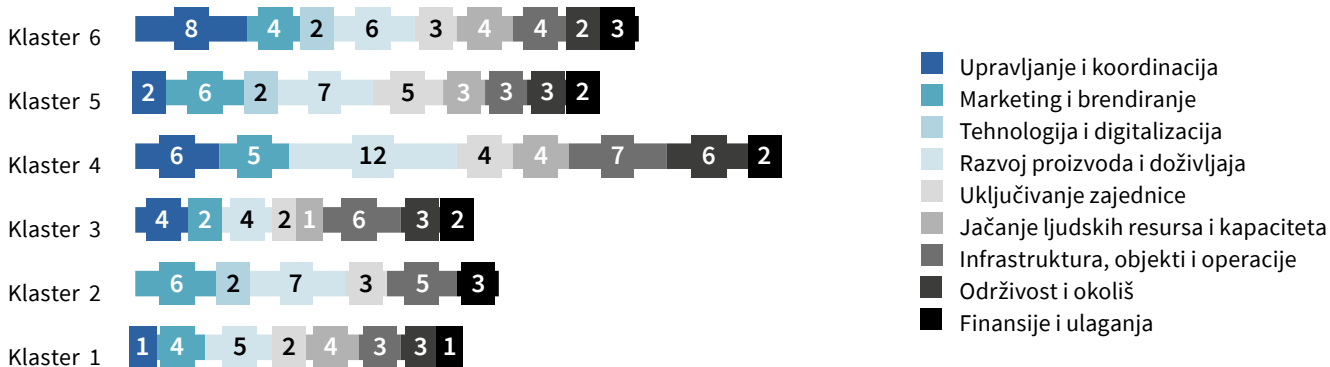 Klaster 6 8 4 2 6 3 4 4 2 3
Klaster 5 2 6 2 7 5 3 3 3 2
Klaster 4 6 5 12 4 4 7 6 2
Klaster 3 4 2 4 2 1 6 3 2
Klaster 2 6 2 7 3 5 3
Klaster 1 1 4 5 2 4 3 3 1
Upravljanje i koordinacija
Marketing i brendiranje
Tehnologija i digitalizacija
Razvoj proizvoda i doživljaja
Uključivanje zajednice
Jačanje ljudskih resursa i kapaciteta
Infrastruktura, objekti i operacije
Održivost i okoliš
Finansije i ulaganja